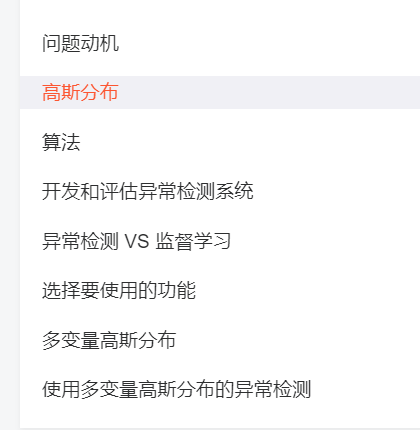 问题动机
高斯分布
算法
开发和评估异常检测系统
异常检测 VS 监督学习
选择要使用的功能
多变量高斯分布
使用多变量高斯分布的异常检测